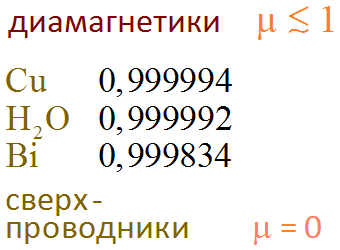 диамагнетики μ ≲ 1
Cu 0,999994
H₂O 0,999992
Bi 0,999834
сверх-
проводники μ = 0